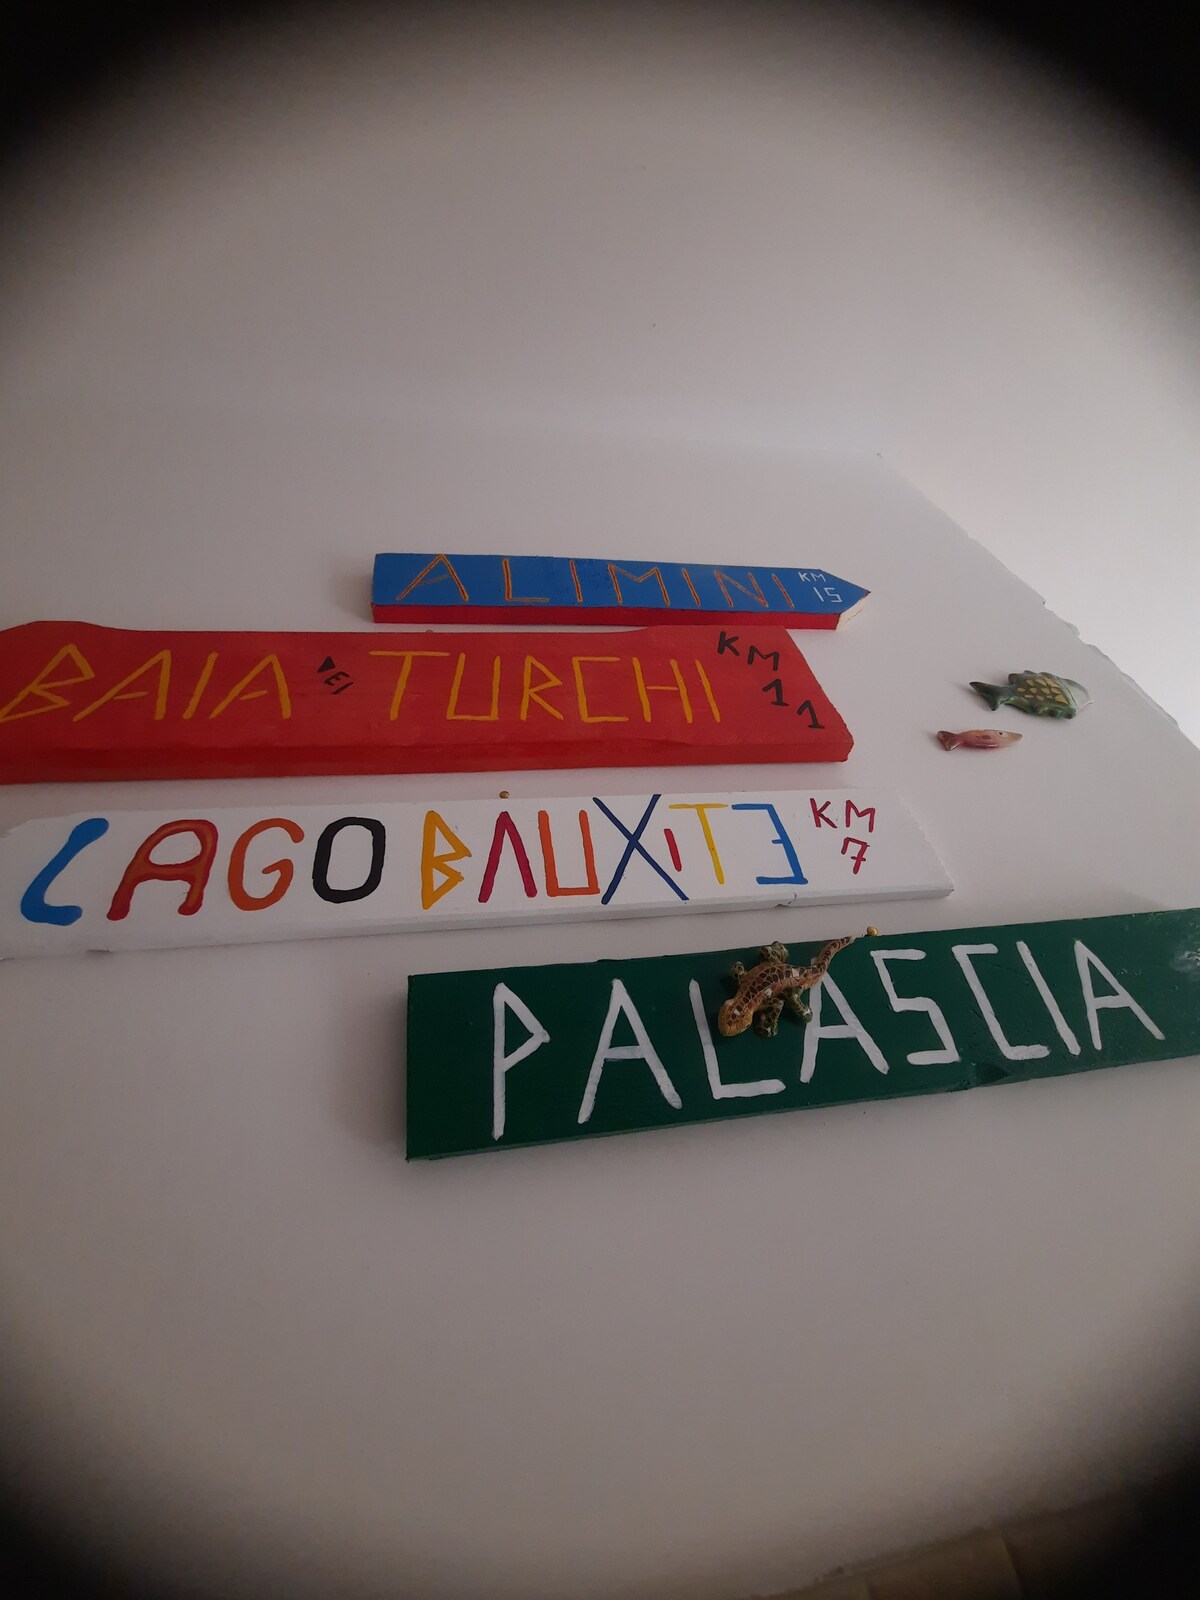 ALIMINI KM 15
BAIA DEI TURCHI KM 11
LAGO BAUXITE KM 7
PALASCIA